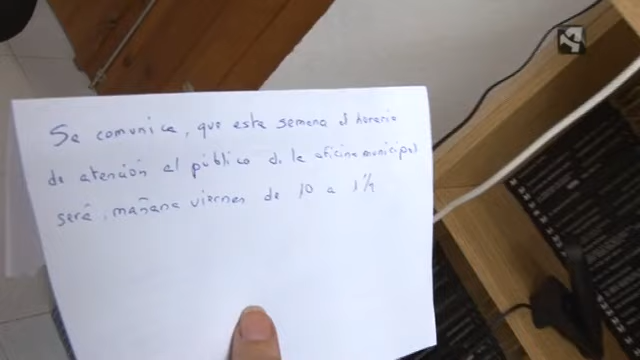 Se comunica, que esta semana el horario
de atención al público de la oficina municipal
será, mañana viernes de 10 a 14